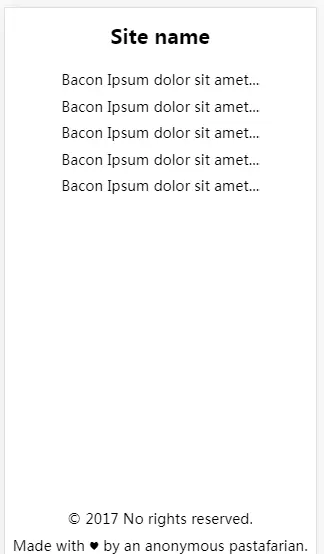 Site name
Bacon Ipsum dolor sit amet...
Bacon Ipsum dolor sit amet...
Bacon Ipsum dolor sit amet...
Bacon Ipsum dolor sit amet...
Bacon Ipsum dolor sit amet...
© 2017 No rights reserved.
Made with ♥ by an anonymous pastafarian.